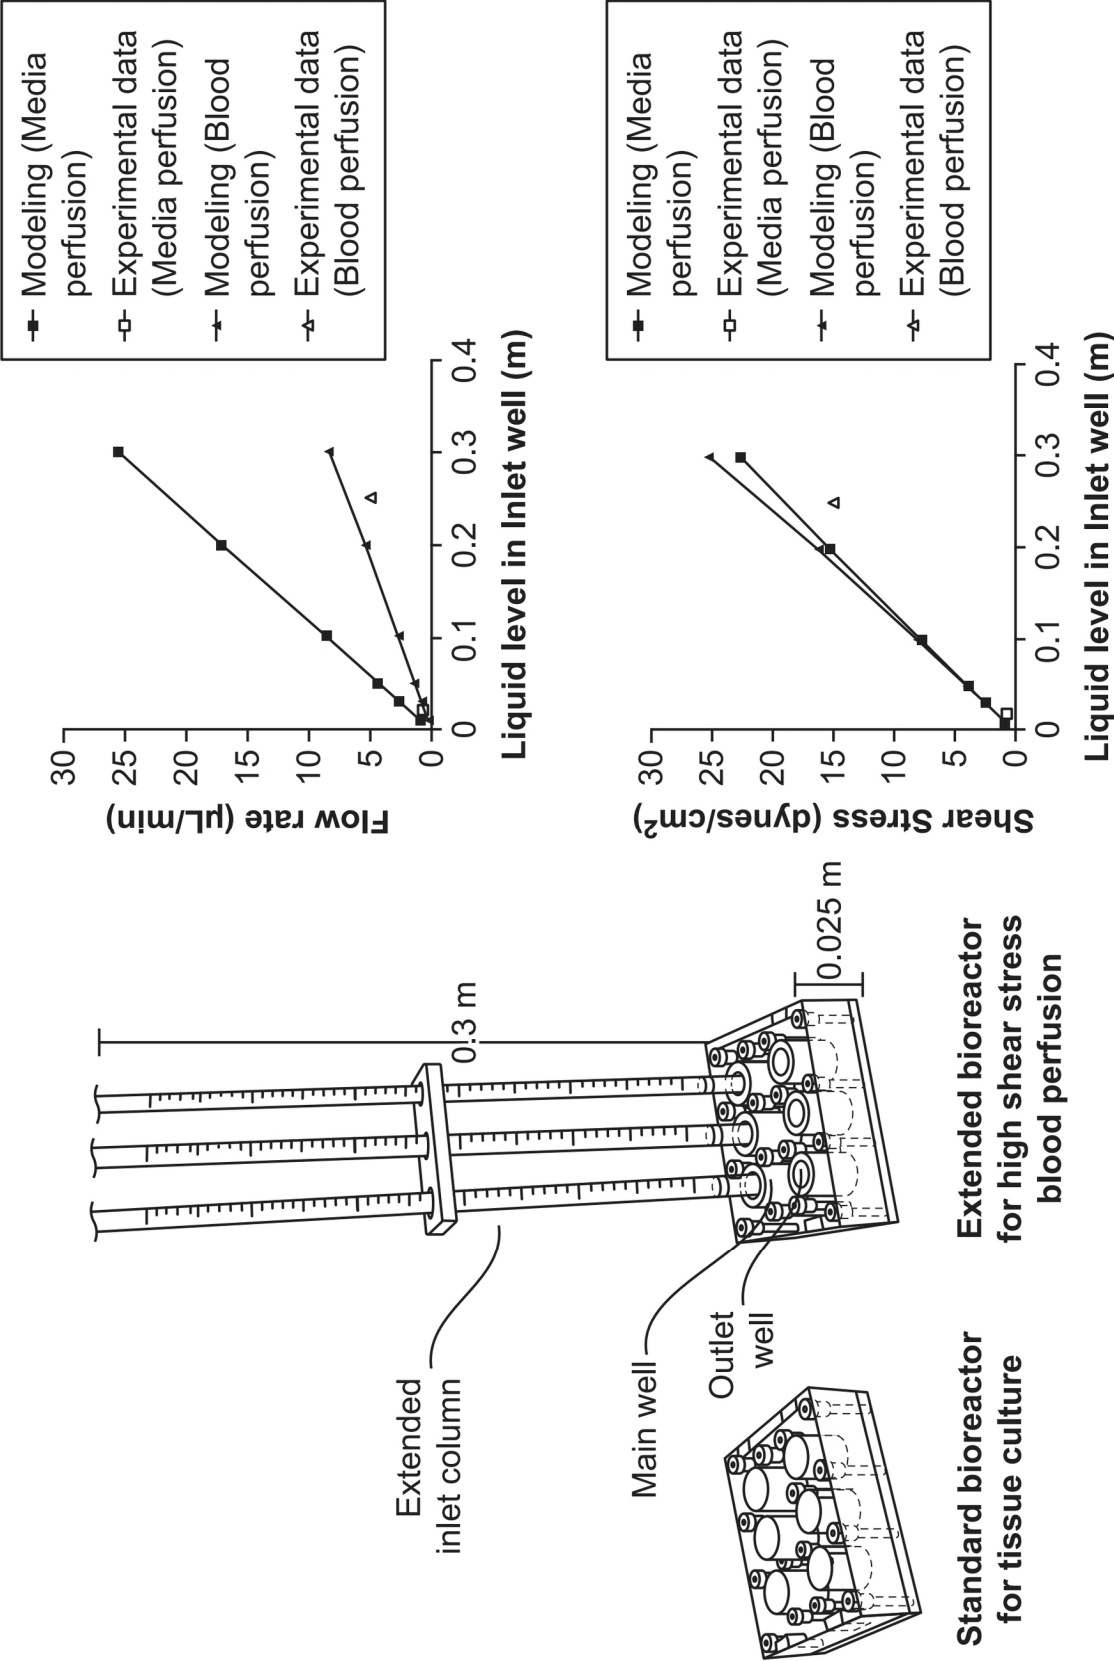 0.3 m
0.025 m
Extended
inlet column
Main well
Outlet
well
Standard bioreactor
for tissue culture
Extended bioreactor
for high shear stress
blood perfusion
Flow rate (µL/min)
30
25
20
15
10
5
0
0
0.1
0.2
0.3
0.4
Liquid level in Inlet well (m)
Modeling (Media
perfusion)
Experimental data
(Media perfusion)
Modeling (Blood
perfusion)
Experimental data
(Blood perfusion)
Shear Stress (dynes/cm²)
30
25
20
15
10
5
0
0
0.1
0.2
0.3
0.4
Liquid level in Inlet well (m)
Modeling (Media
perfusion)
Experimental data
(Media perfusion)
Modeling (Blood
perfusion)
Experimental data
(Blood perfusion)